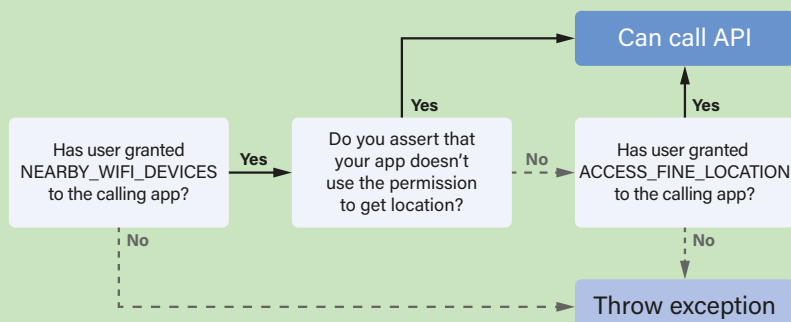 Can call API
Yes
Yes
Has user granted
NEARBY_WIFI_DEVICES
to the calling app?
Yes
Do you assert that
your app doesn't
use the permission
to get location?
No
Has user granted
ACCESS_FINE_LOCATION
to the calling app?
No
No
Throw exception